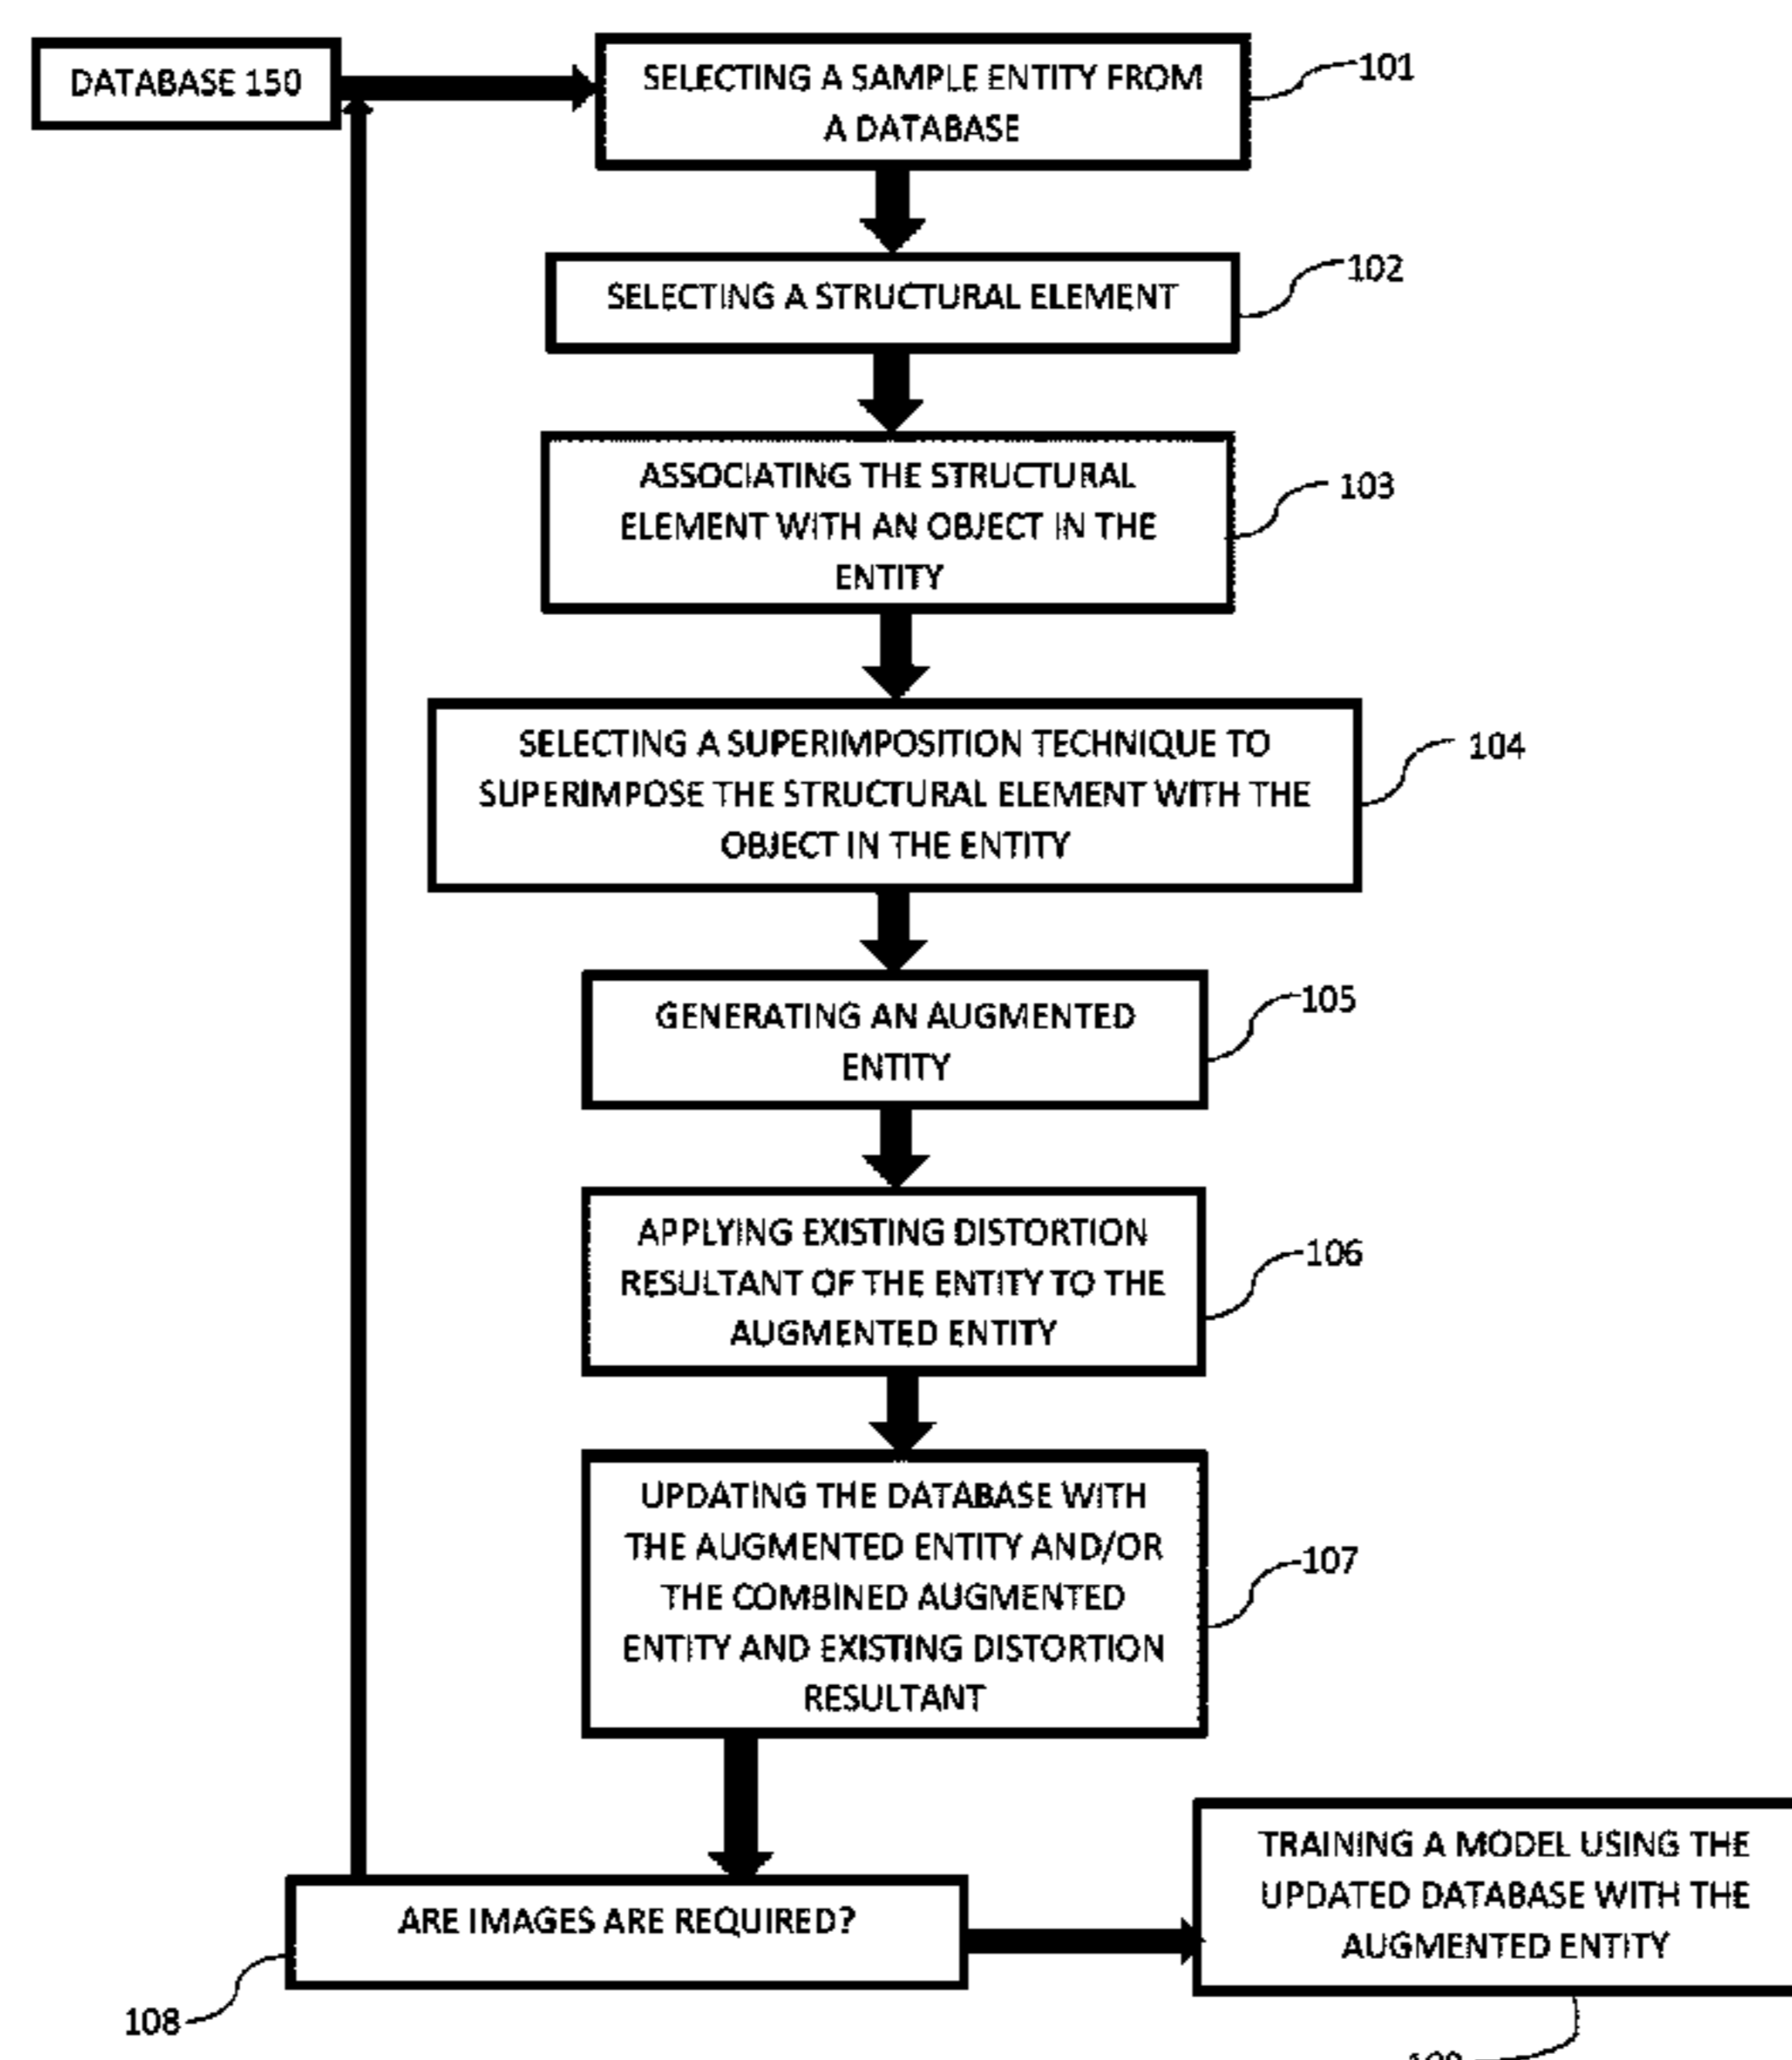 DATABASE 150
SELECTING A SAMPLE ENTITY FROM
A DATABASE
101
SELECTING A STRUCTURAL ELEMENT
102
ASSOCIATING THE STRUCTURAL
ELEMENT WITH AN OBJECT IN THE
ENTITY
103
SELECTING A SUPERIMPOSITION TECHNIQUE TO
SUPERIMPOSE THE STRUCTURAL ELEMENT WITH THE
OBJECT IN THE ENTITY
104
GENERATING AN AUGMENTED
ENTITY
105
APPLYING EXISTING DISTORTION
RESULTANT OF THE ENTITY TO THE
AUGMENTED ENTITY
106
UPDATING THE DATABASE WITH
THE AUGMENTED ENTITY AND/OR
THE COMBINED AUGMENTED
ENTITY AND EXISTING DISTORTION
RESULTANT
107
ARE IMAGES ARE REQUIRED?
108
TRAINING A MODEL USING THE
UPDATED DATABASE WITH THE
AUGMENTED ENTITY